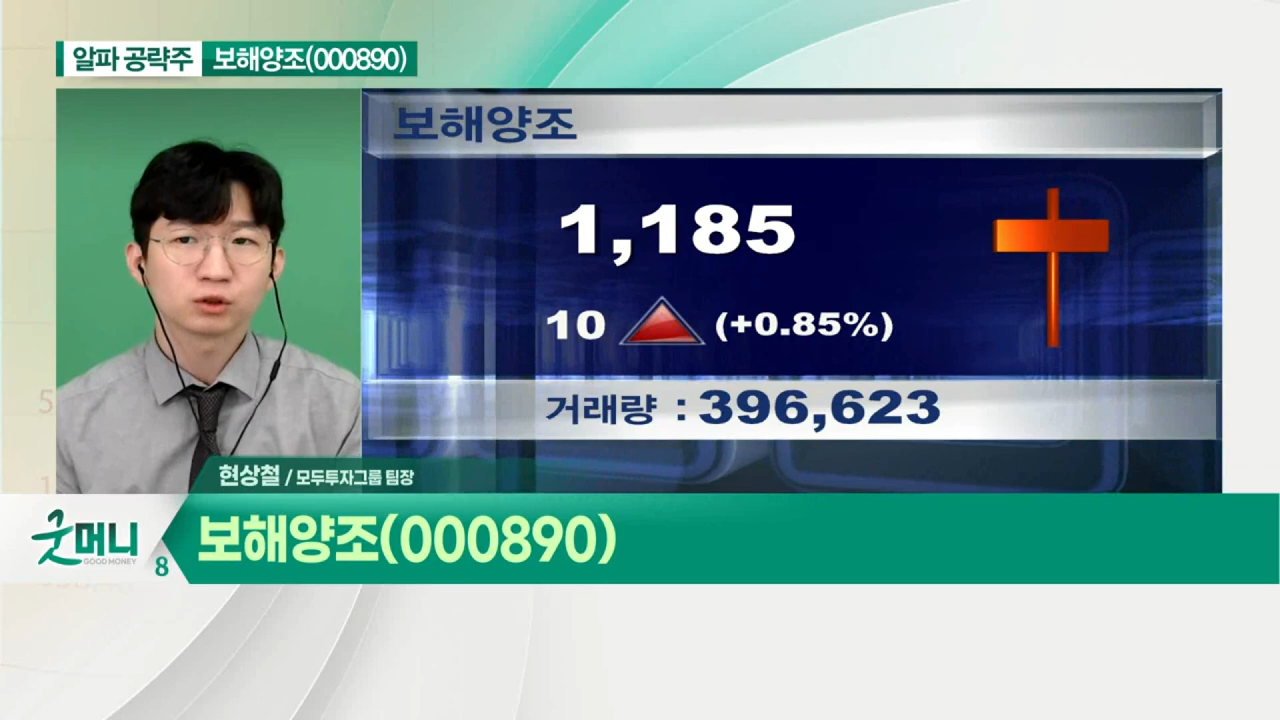 알파 공략주 보해양조(000890)
보해양조
1,185
10 (+0.85%)
거래량 : 396,623
현상철 / 모두투자그룹 팀장
굿머니
GOOD MONEY
8
보해양조(000890)